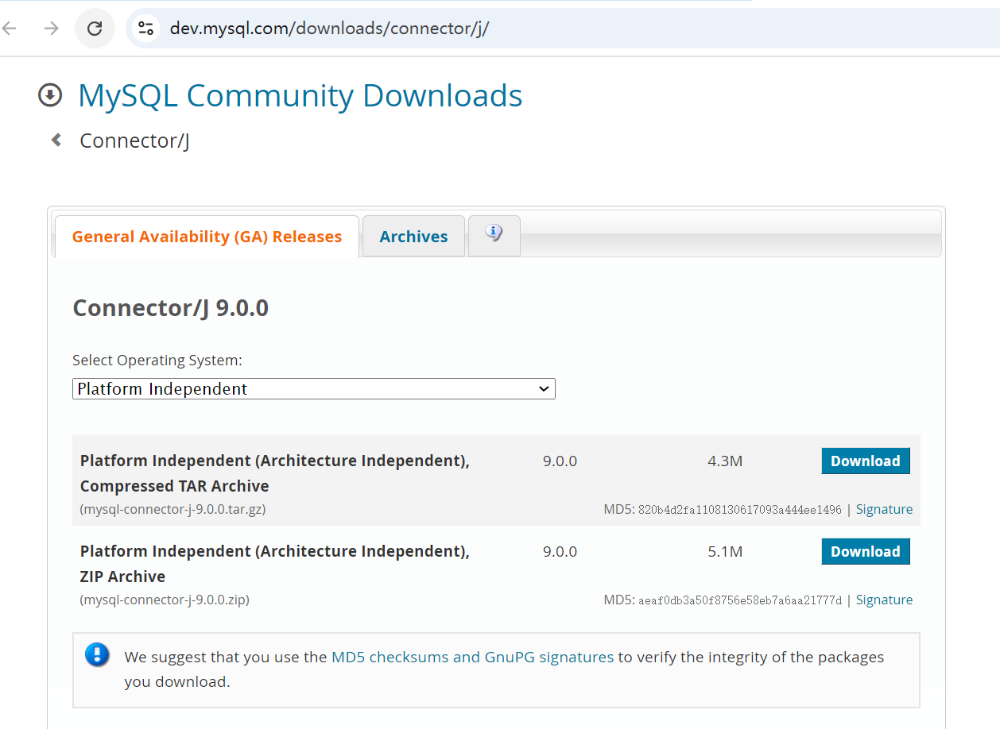 dev.mysql.com/downloads/connector/j/
MySQL Community Downloads
Connector/J
General Availability (GA) Releases
Archives
Connector/J 9.0.0
Select Operating System:
Platform Independent
Platform Independent (Architecture Independent), 9.0.0 4.3M Download
Compressed TAR Archive
(mysql-connector-j-9.0.0.tar.gz) MD5: 820b4d2fa1108130617093a444ee1496 | Signature
Platform Independent (Architecture Independent), 9.0.0 5.1M Download
ZIP Archive
(mysql-connector-j-9.0.0.zip) MD5: aeaf0db3a50f8756e58eb7a6aa21777d | Signature
We suggest that you use the MD5 checksums and GnuPG signatures to verify the integrity of the packages
you download.